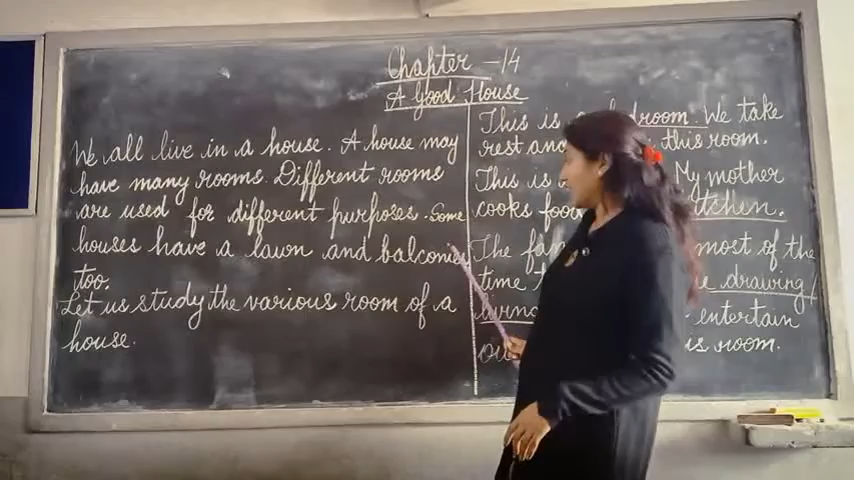 Chapter - 14
A Good House
We All live in a house. A house may
have many rooms. Different rooms
are used for different purposes. Some
houses have a lawn and balconies
too.
Let us study the various room of a
house.
This is a bedroom. We take
rest and this room.
This is My mother
cooks food kitchen.
The most of the
time drawing/
living entertain
room.